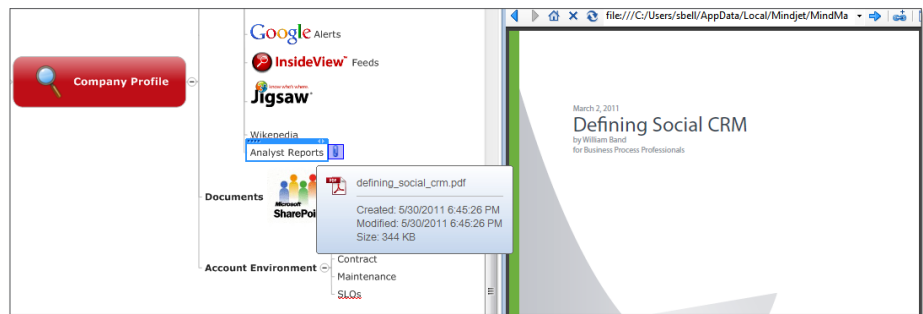 file:///C:/Users/sbell/AppData/Local/Mindjet/MindMa
Google Alerts
InsideView™ Feeds
Company Profile
Jigsaw
Wikepedia
Analyst Reports
Documents
Microsoft
SharePoi
PDF
defining_social_crm.pdf
Created: 5/30/2011 6:45:26 PM
Modified: 5/30/2011 6:45:26 PM
Size: 344 KB
Account Environment
Contract
Maintenance
SLOs
March 2, 2011
Defining Social CRM
by William Band
for Business Process Professionals